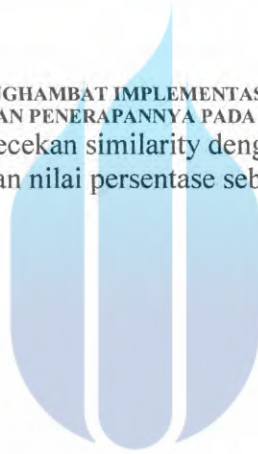 NGHAMBAT IMPLEMENTAS
AN PENERAPANNYA PADA
ecekan similarity deng
an nilai persentase seb